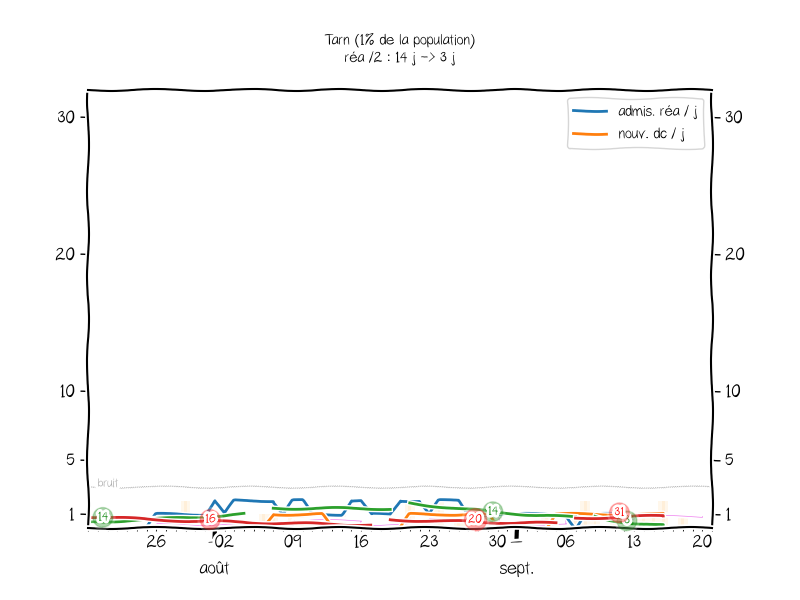 Tarn (1% de la population)
réa /2 : 14 j -> 3 j
admis. réa / j
nouv. dc / j
30 30
20 20
10 10
5 5
bruit
1 1
14 16 20 14 31
26 02 09 16 23 30 06 13 20
août sept.